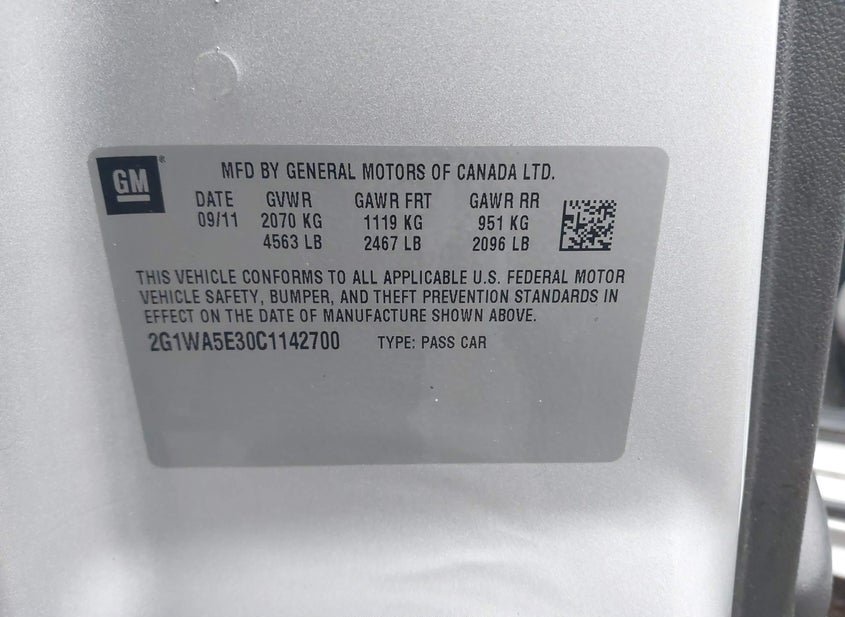 GM
MFD BY GENERAL MOTORS OF CANADA LTD.
DATE GVWR GAWR FRT GAWR RR
09/11 2070 KG 1119 KG 951 KG
4563 LB 2467 LB 2096 LB
THIS VEHICLE CONFORMS TO ALL APPLICABLE U.S. FEDERAL MOTOR
VEHICLE SAFETY, BUMPER, AND THEFT PREVENTION STANDARDS IN
EFFECT ON THE DATE OF MANUFACTURE SHOWN ABOVE.
2G1WA5E30C1142700 TYPE: PASS CAR